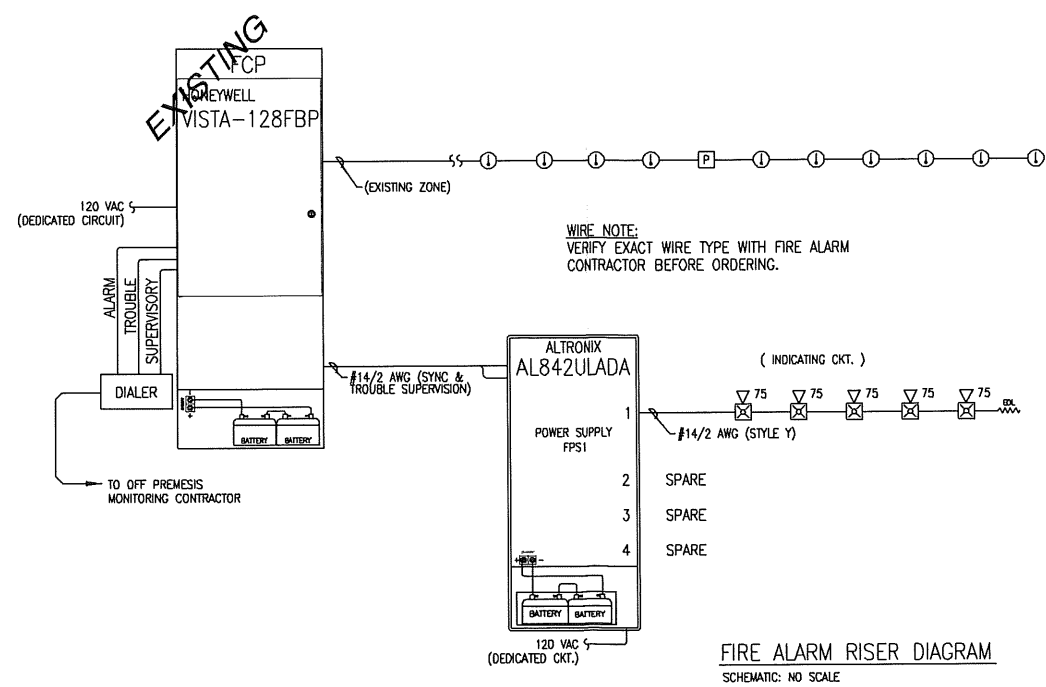 EXISTING
FCP
HONEYWELL
VISTA-128FBP
(EXISTING ZONE)
P
120 VAC
(DEDICATED CIRCUIT)
WIRE NOTE:
VERIFY EXACT WIRE TYPE WITH FIRE ALARM
CONTRACTOR BEFORE ORDERING.
ALARM
TROUBLE
SUPERVISORY
DIALER
#14/2 AWG (SYNC &
TROUBLE SUPERVISION)
BATTERY BATTERY
TO OFF PREMESIS
MONITORING CONTRACTOR
ALTRONIX
AL842ULADA
( INDICATING CKT. )
75 75 75 75 75
EOL
1
#14/2 AWG (STYLE Y)
POWER SUPPLY
FPS1
2 SPARE
3 SPARE
4 SPARE
BATTERY BATTERY
120 VAC
(DEDICATED CKT.)
FIRE ALARM RISER DIAGRAM
SCHEMATIC: NO SCALE